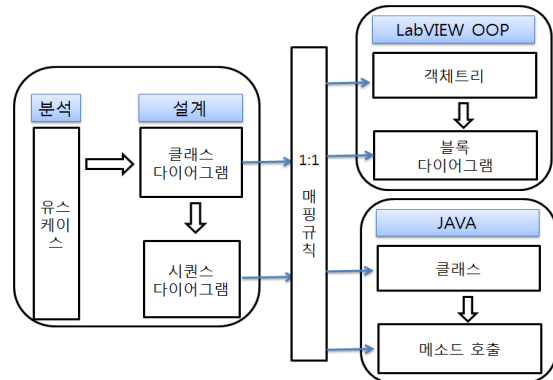 분석
유스
케이
스
설계
클래스
다이어그램
시퀀스
다이어그램
1:1
매
핑
규
칙
LabVIEW OOP
객체트리
블록
다이어그램
JAVA
클래스
메소드 호출